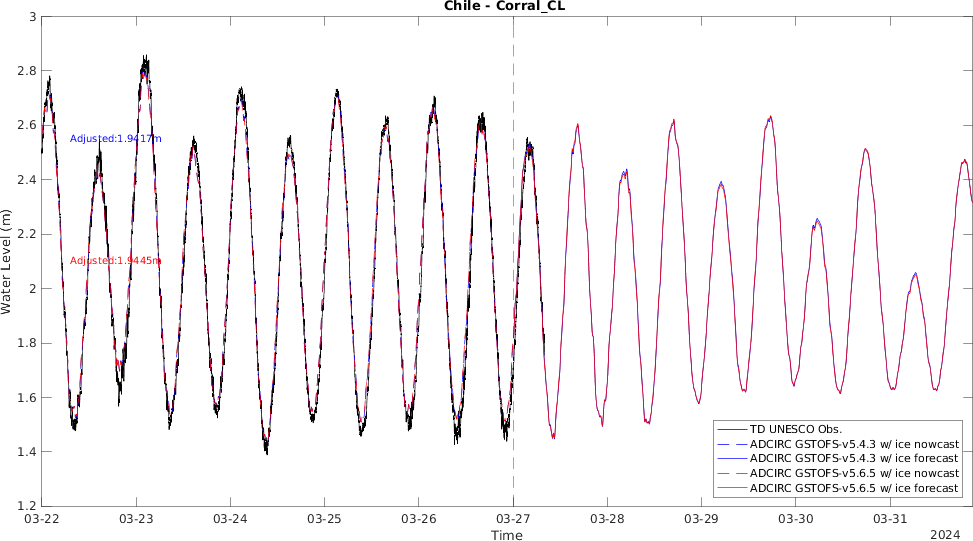 Chile - Corral_CL
3
2.8
2.6
2.4
2.2
2
1.8
1.6
1.4
1.2
Water Level (m)
Adjusted:1.9417m
Adjusted:1.9445m
TD UNESCO Obs.
ADCIRC GSTOFS-v5.4.3 w/ ice nowcast
ADCIRC GSTOFS-v5.4.3 w/ ice forecast
ADCIRC GSTOFS-v5.6.5 w/ ice nowcast
ADCIRC GSTOFS-v5.6.5 w/ ice forecast
03-22 03-23 03-24 03-25 03-26 03-27 03-28 03-29 03-30 03-31
Time
2024